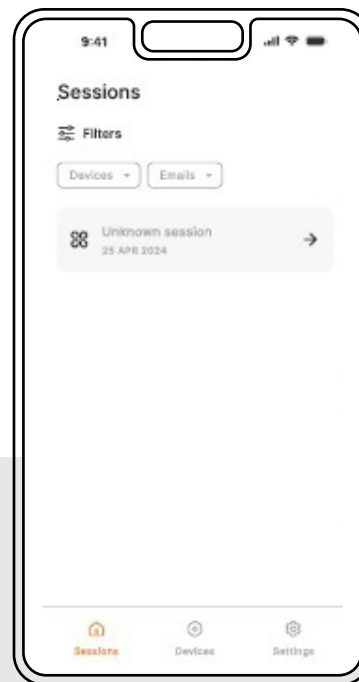 9:41
Sessions
Filters
Devices
Emails
Unknown session
25 APR 2024
Sessions
Devices
Settings